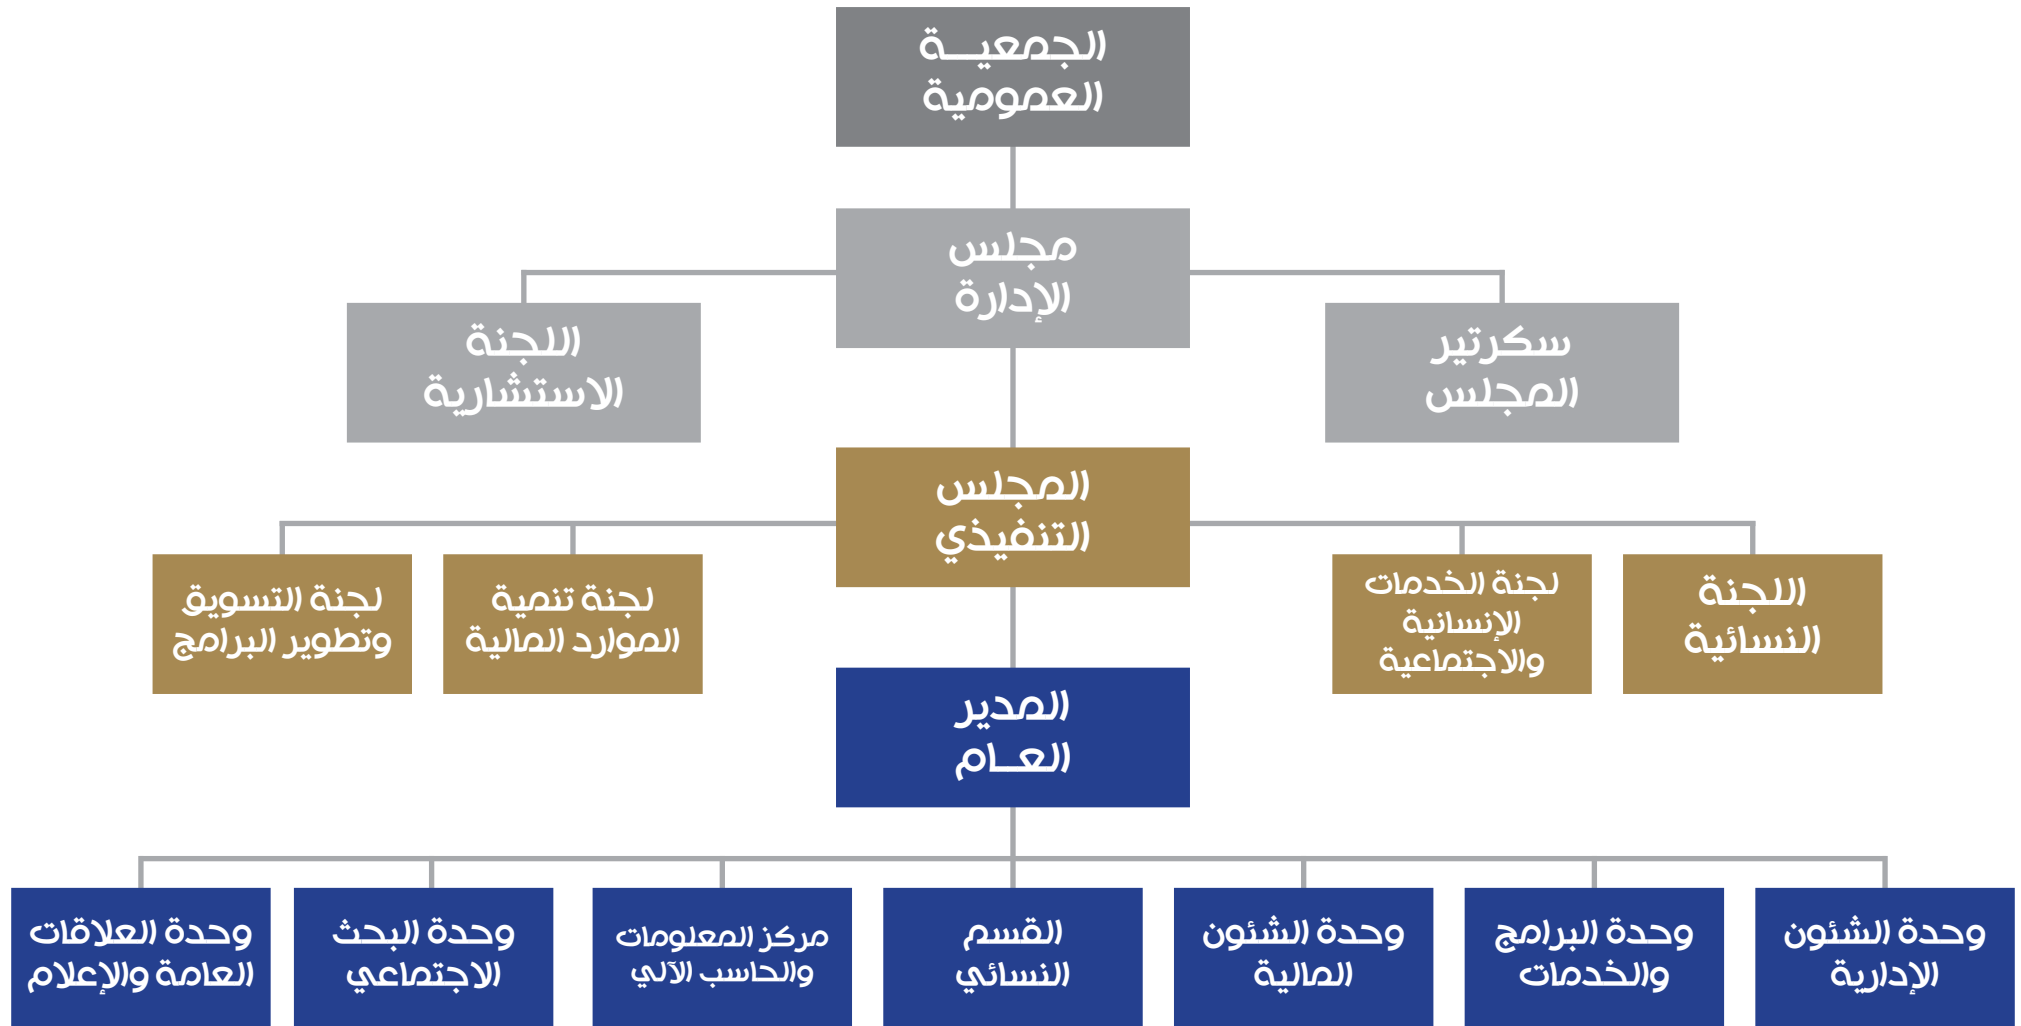 الجمعيــة
العمومية
مجلس
الإدارة
سكرتير
المجلس
اللجنة
الاستشارية
المجلس
التنفيذي
اللجنة
النسائية
لجنة الخدمات
الإنسانية
والاجتماعية
لجنة تنمية
الموارد المالية
لجنة التسويق
وتطوير البرامج
المدير
العــام
وحدة الشئون
الإدارية
وحدة البرامج
والخدمات
وحدة الشئون
المالية
القسم
النسائي
مركز المعلومات
والحاسب الآلي
وحدة البحث
الاجتماعي
وحدة العلاقات
العامة والإعلام